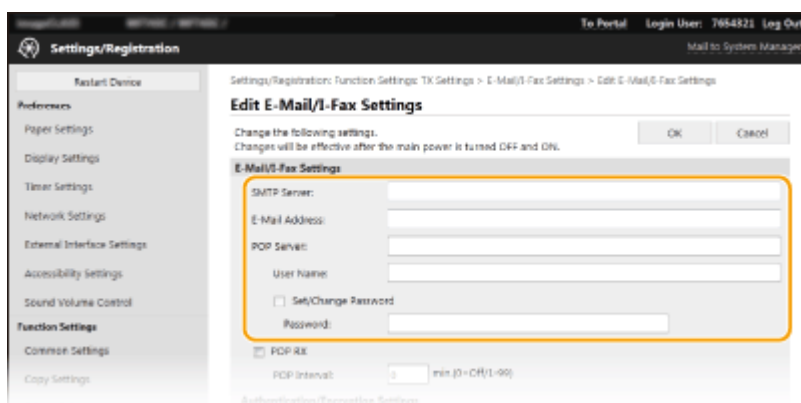 To Portal Login User: 7654321 Log Out
Settings/Registration
Mail to System Manager
Restart Device
Settings/Registration: Function Settings: TX Settings > E-Mail/I-Fax Settings > Edit E-Mail/I-Fax Settings
Preferences
Edit E-Mail/I-Fax Settings
Paper Settings
Change the following settings.
Changes will be effective after the main power is turned OFF and ON.
OK
Cancel
Display Settings
E-Mail/I-Fax Settings
Timer Settings
SMTP Server:
Network Settings
E-Mail Address:
External Interface Settings
POP Server:
Accessibility Settings
User Name:
Sound Volume Control
Set/Change Password
Function Settings
Password:
Common Settings
POP RX
Copy Settings
POP Interval:
0
min.(0=Off/1-99)
Authentication/Encryption Settings